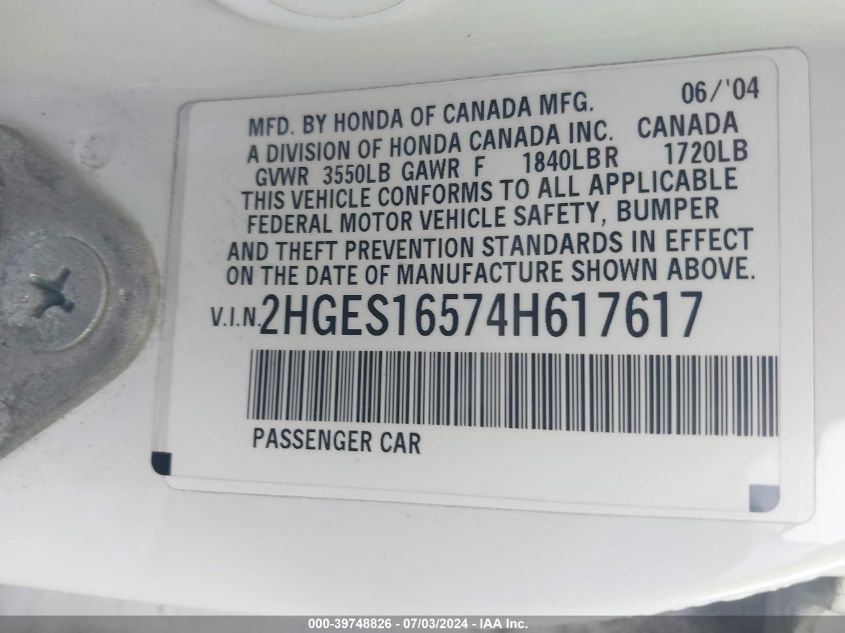 06/'04
MFD. BY HONDA OF CANADA MFG.
A DIVISION OF HONDA CANADA INC. CANADA
GVWR 3550LB GAWR F 1840LB R 1720LB
THIS VEHICLE CONFORMS TO ALL APPLICABLE
FEDERAL MOTOR VEHICLE SAFETY, BUMPER
AND THEFT PREVENTION STANDARDS IN EFFECT
ON THE DATE OF MANUFACTURE SHOWN ABOVE.
V.I.N. 2HGES16574H617617
PASSENGER CAR
000-39748826 - 07/03/2024 - IAA Inc.